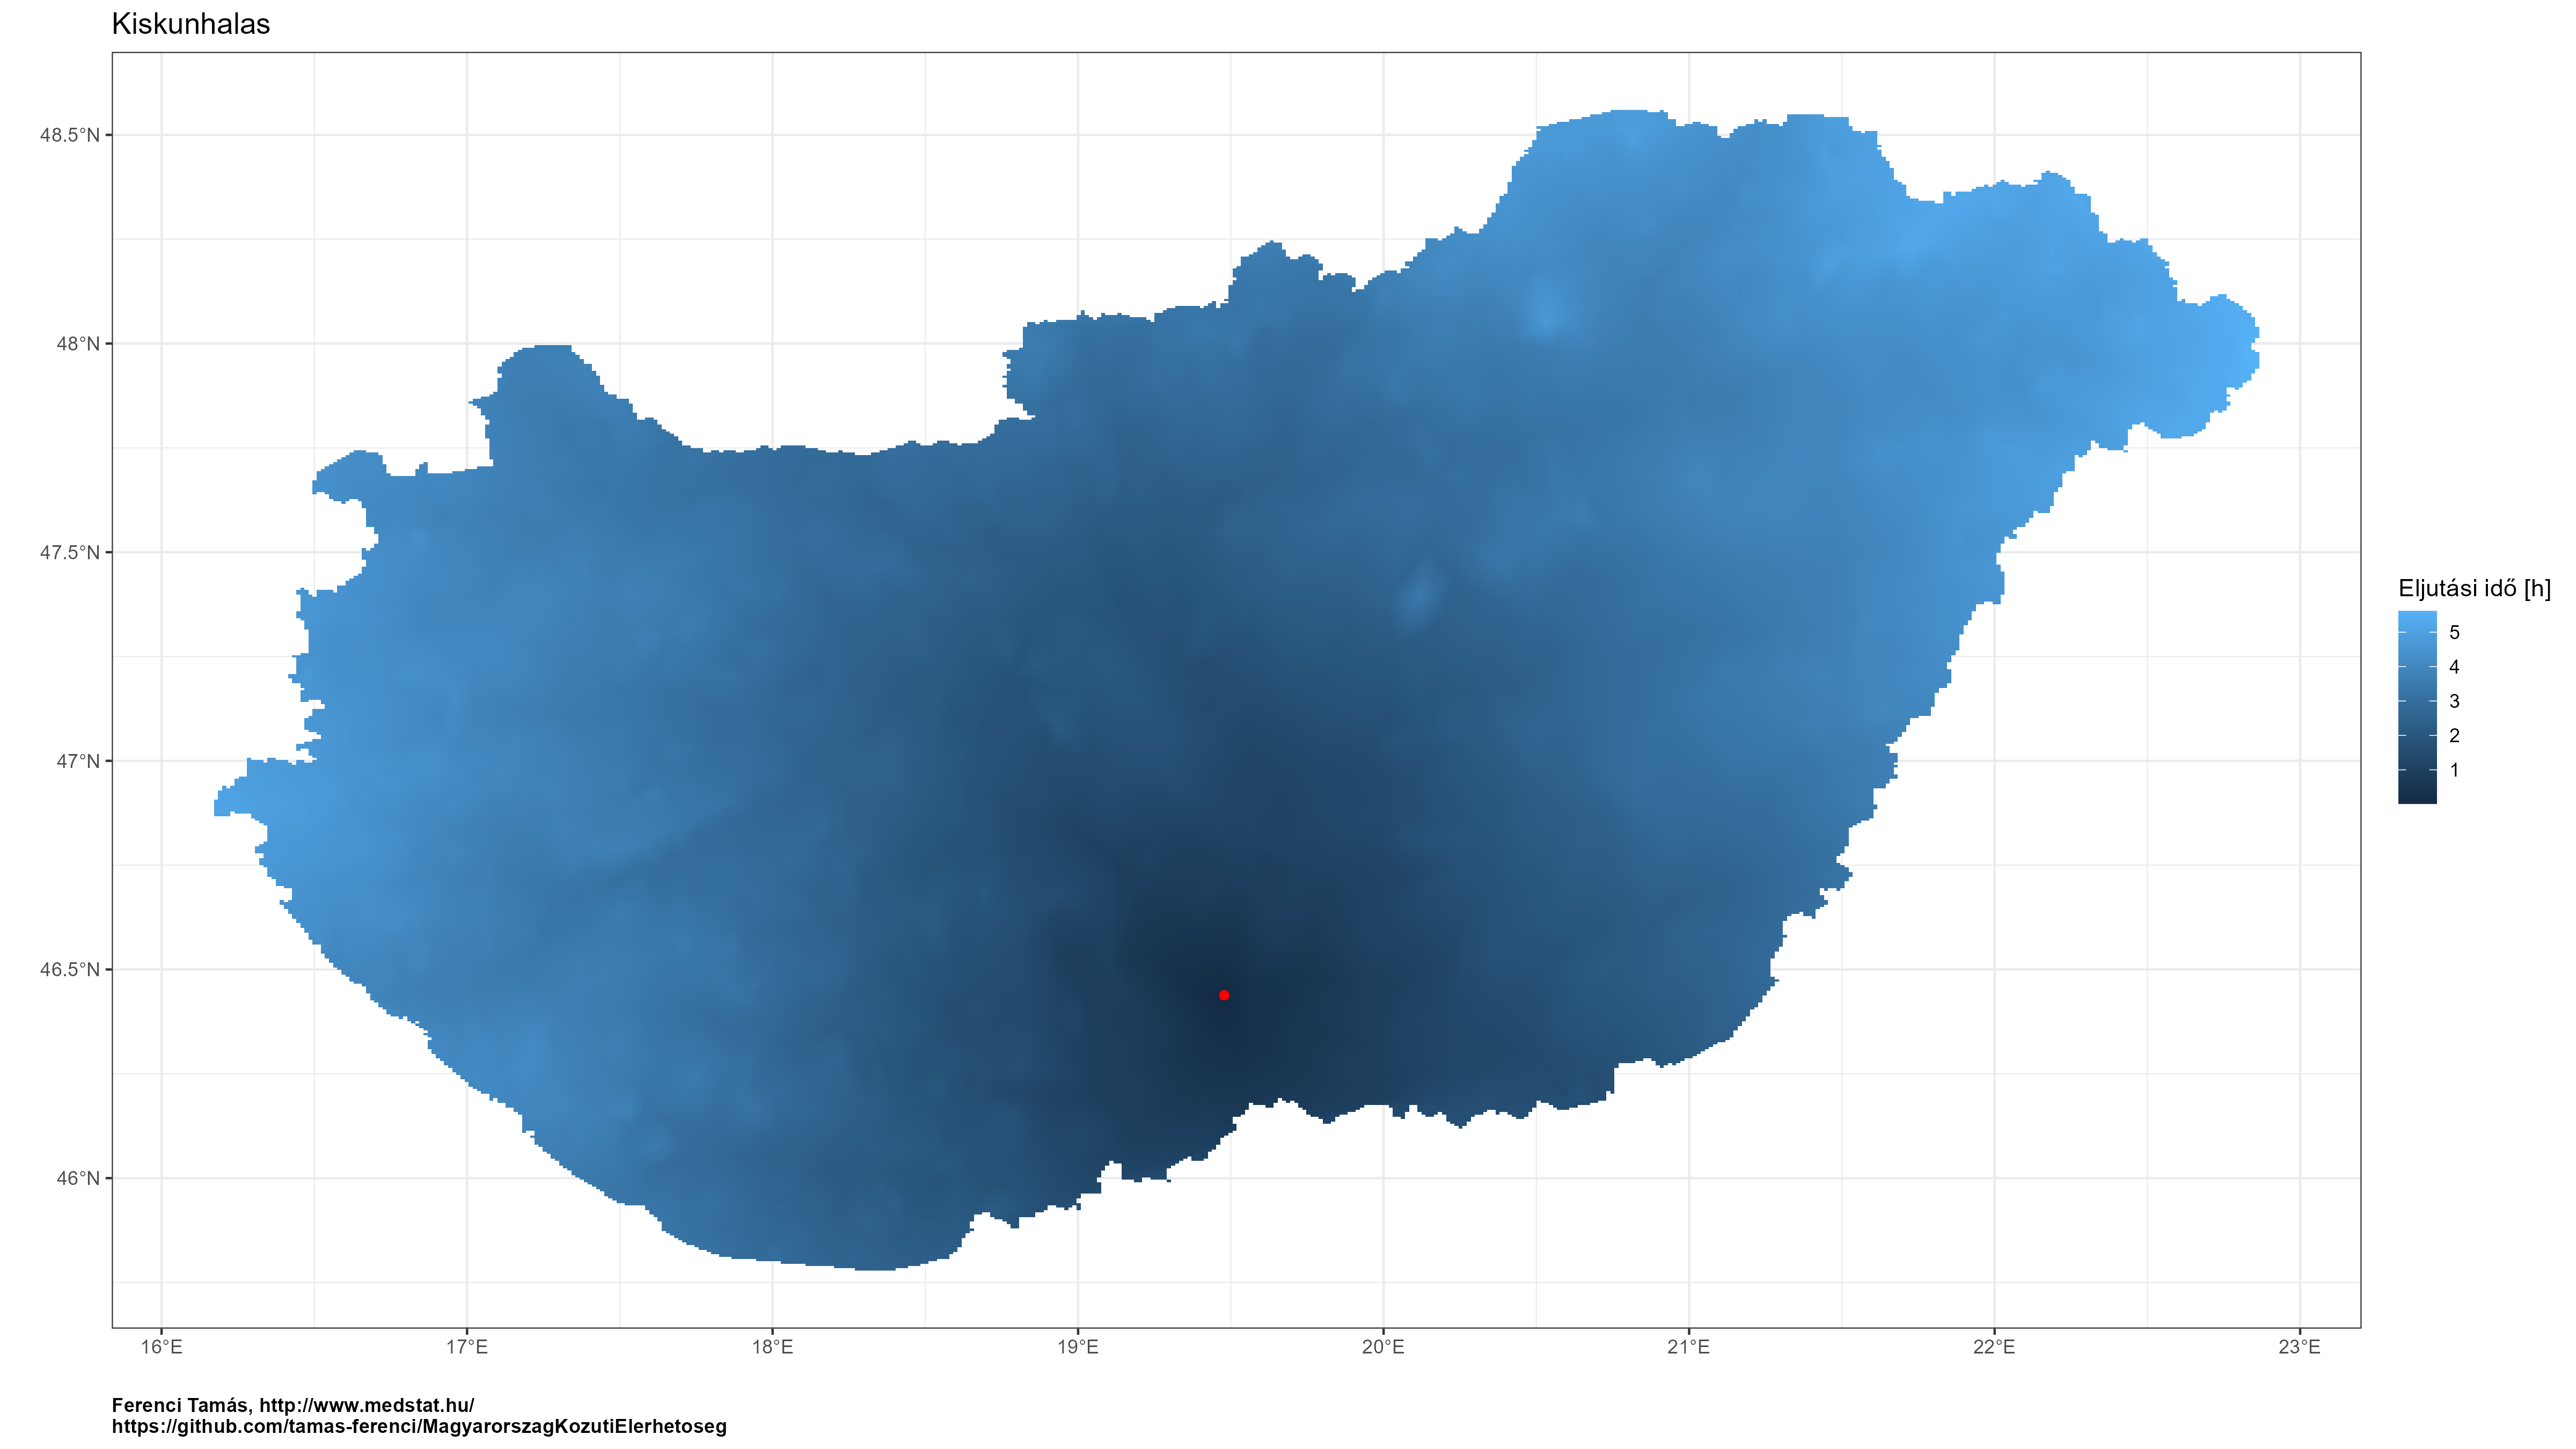 Kiskunhalas
48.5°N
48°N
47.5°N
47°N
46.5°N
46°N
16°E 17°E 18°E 19°E 20°E 21°E 22°E 23°E
Eljutási idő [h]
5
4
3
2
1
Ferenci Tamás, http://www.medstat.hu/
https://github.com/tamas-ferenci/MagyarorszagKozutiElerhetoseg